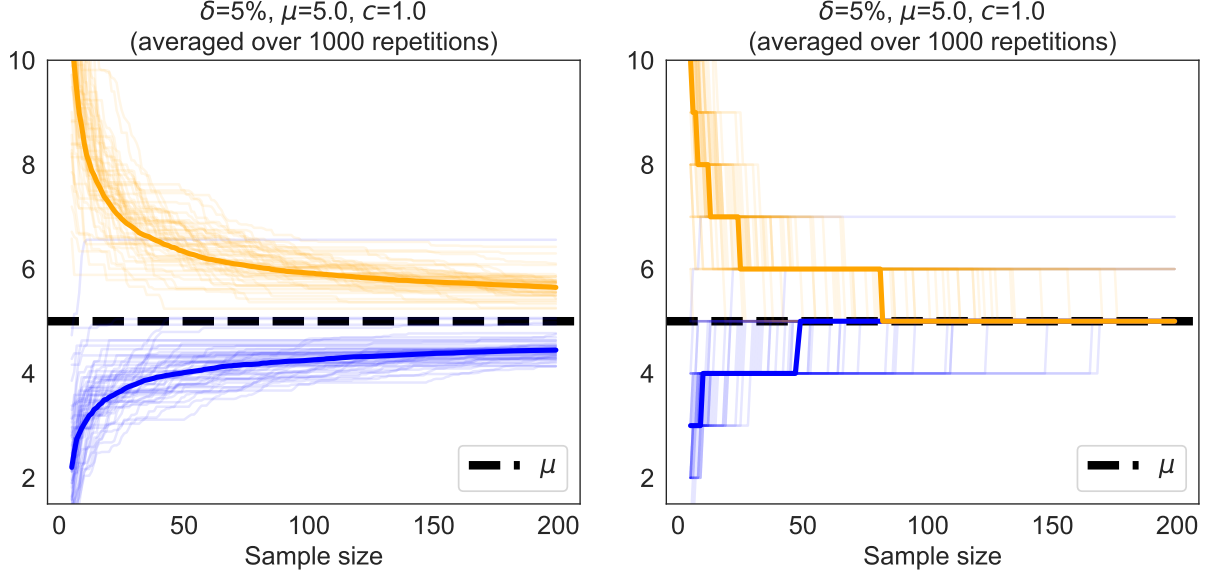 δ=5%, μ=5.0, c=1.0
(averaged over 1000 repetitions)
10
8
6
4
2
0 50 100 150 200
Sample size
μ
δ=5%, μ=5.0, c=1.0
(averaged over 1000 repetitions)
10
8
6
4
2
0 50 100 150 200
Sample size
μ